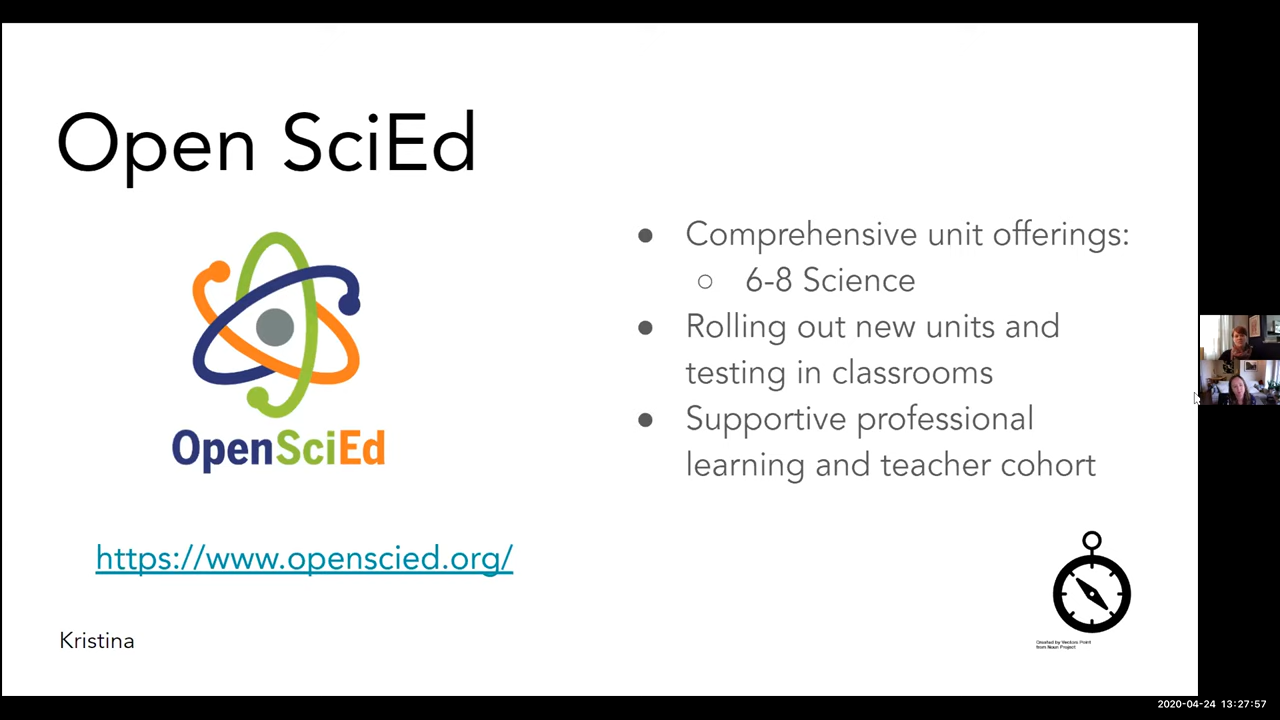 Open SciEd
OpenSciEd
https://www.openscied.org/
Kristina
● Comprehensive unit offerings:
○ 6-8 Science
● Rolling out new units and
testing in classrooms
● Supportive professional
learning and teacher cohort
Created by Vectors Point
from Noun Project
2020-04-24 13:27:57